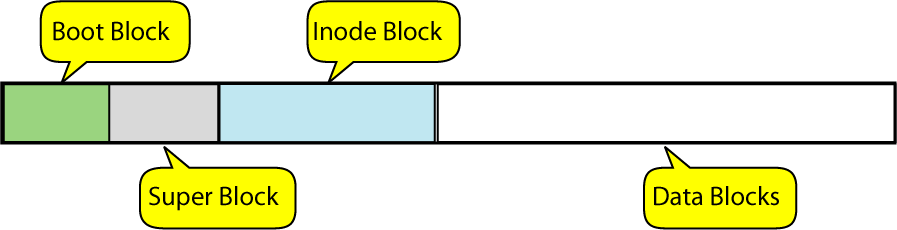 Boot Block
Inode Block
Super Block
Data Blocks